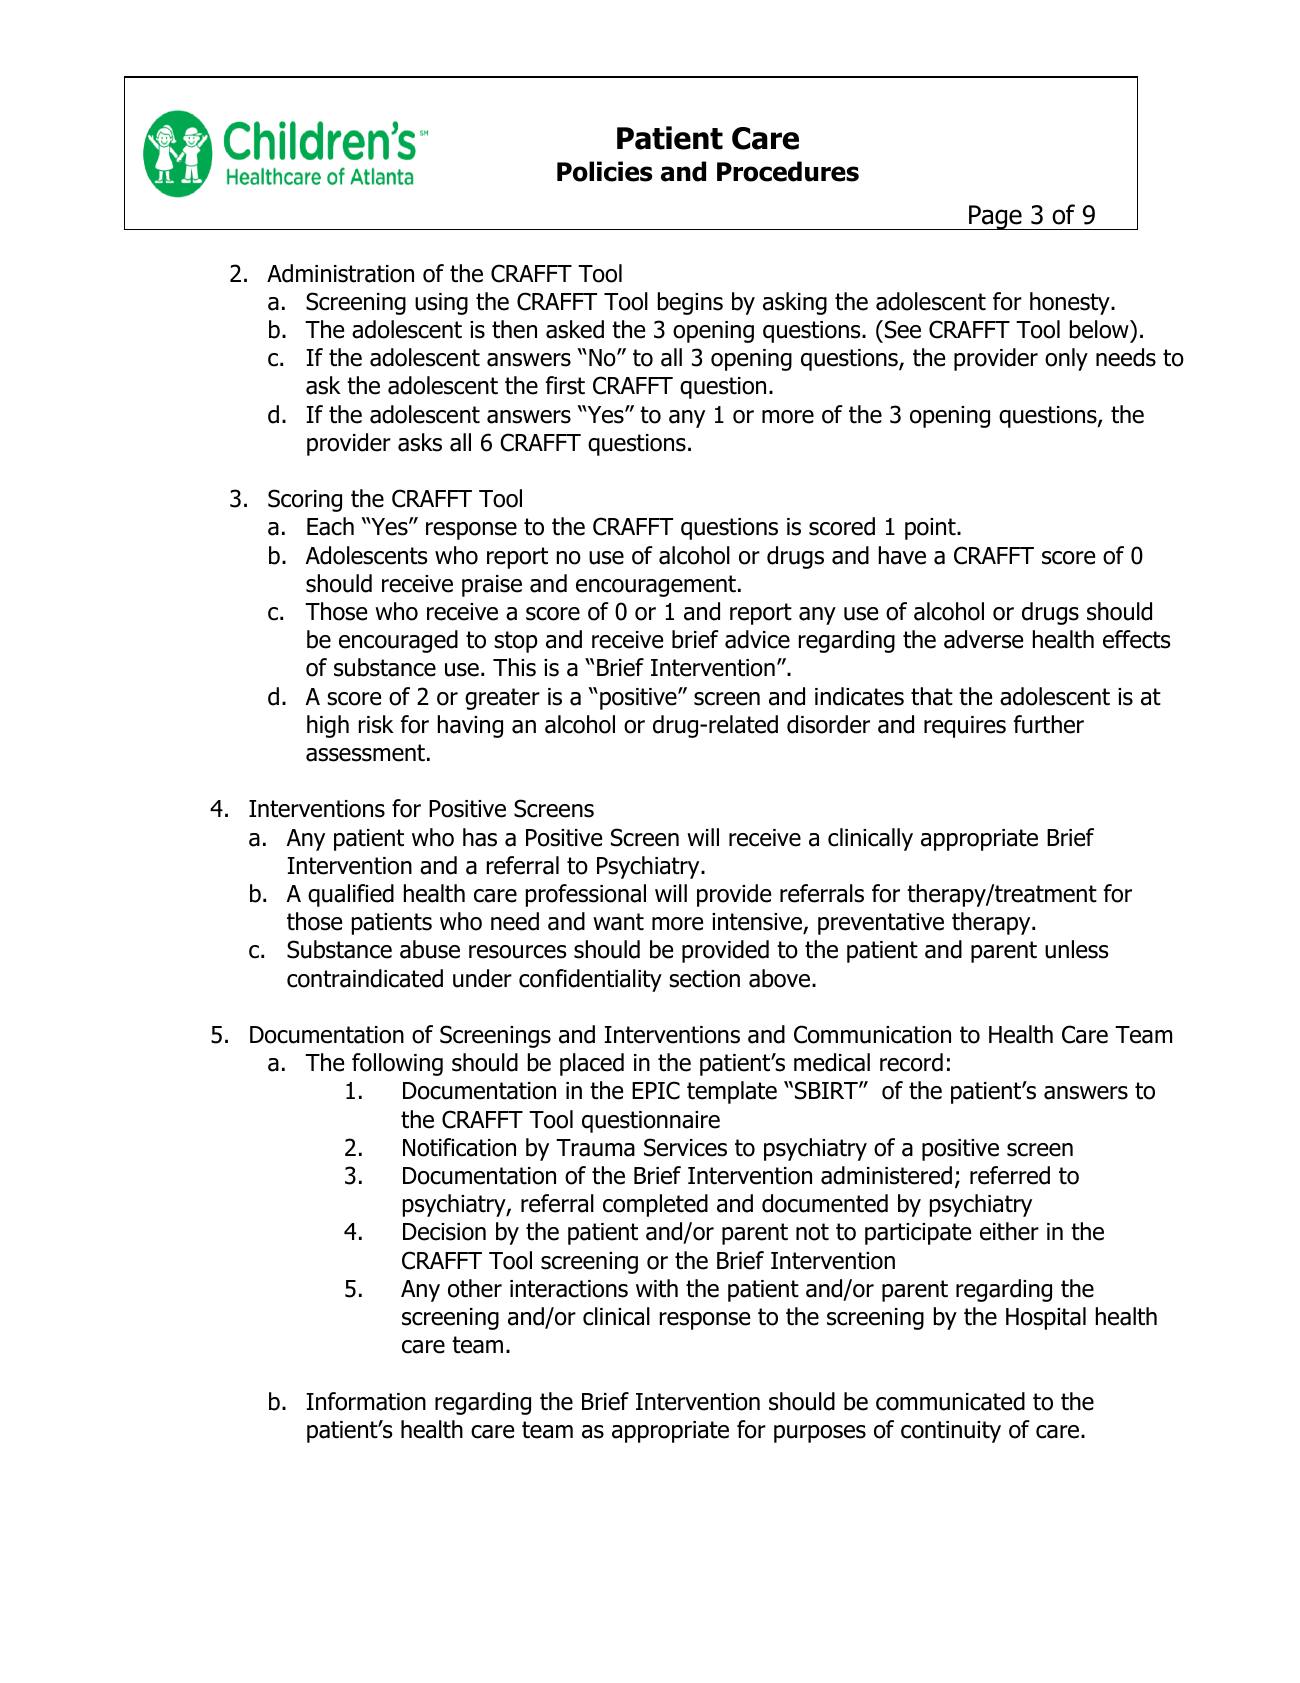 Children's℠
Healthcare of Atlanta
Patient Care
Policies and Procedures
Page 3 of 9
2. Administration of the CRAFFT Tool
a. Screening using the CRAFFT Tool begins by asking the adolescent for honesty.
b. The adolescent is then asked the 3 opening questions. (See CRAFFT Tool below).
c. If the adolescent answers “No” to all 3 opening questions, the provider only needs to
ask the adolescent the first CRAFFT question.
d. If the adolescent answers “Yes” to any 1 or more of the 3 opening questions, the
provider asks all 6 CRAFFT questions.
3. Scoring the CRAFFT Tool
a. Each “Yes” response to the CRAFFT questions is scored 1 point.
b. Adolescents who report no use of alcohol or drugs and have a CRAFFT score of 0
should receive praise and encouragement.
c. Those who receive a score of 0 or 1 and report any use of alcohol or drugs should
be encouraged to stop and receive brief advice regarding the adverse health effects
of substance use. This is a “Brief Intervention”.
d. A score of 2 or greater is a “positive” screen and indicates that the adolescent is at
high risk for having an alcohol or drug-related disorder and requires further
assessment.
4. Interventions for Positive Screens
a. Any patient who has a Positive Screen will receive a clinically appropriate Brief
Intervention and a referral to Psychiatry.
b. A qualified health care professional will provide referrals for therapy/treatment for
those patients who need and want more intensive, preventative therapy.
c. Substance abuse resources should be provided to the patient and parent unless
contraindicated under confidentiality section above.
5. Documentation of Screenings and Interventions and Communication to Health Care Team
a. The following should be placed in the patient’s medical record:
1. Documentation in the EPIC template “SBIRT” of the patient’s answers to
the CRAFFT Tool questionnaire
2. Notification by Trauma Services to psychiatry of a positive screen
3. Documentation of the Brief Intervention administered; referred to
psychiatry, referral completed and documented by psychiatry
4. Decision by the patient and/or parent not to participate either in the
CRAFFT Tool screening or the Brief Intervention
5. Any other interactions with the patient and/or parent regarding the
screening and/or clinical response to the screening by the Hospital health
care team.
b. Information regarding the Brief Intervention should be communicated to the
patient’s health care team as appropriate for purposes of continuity of care.